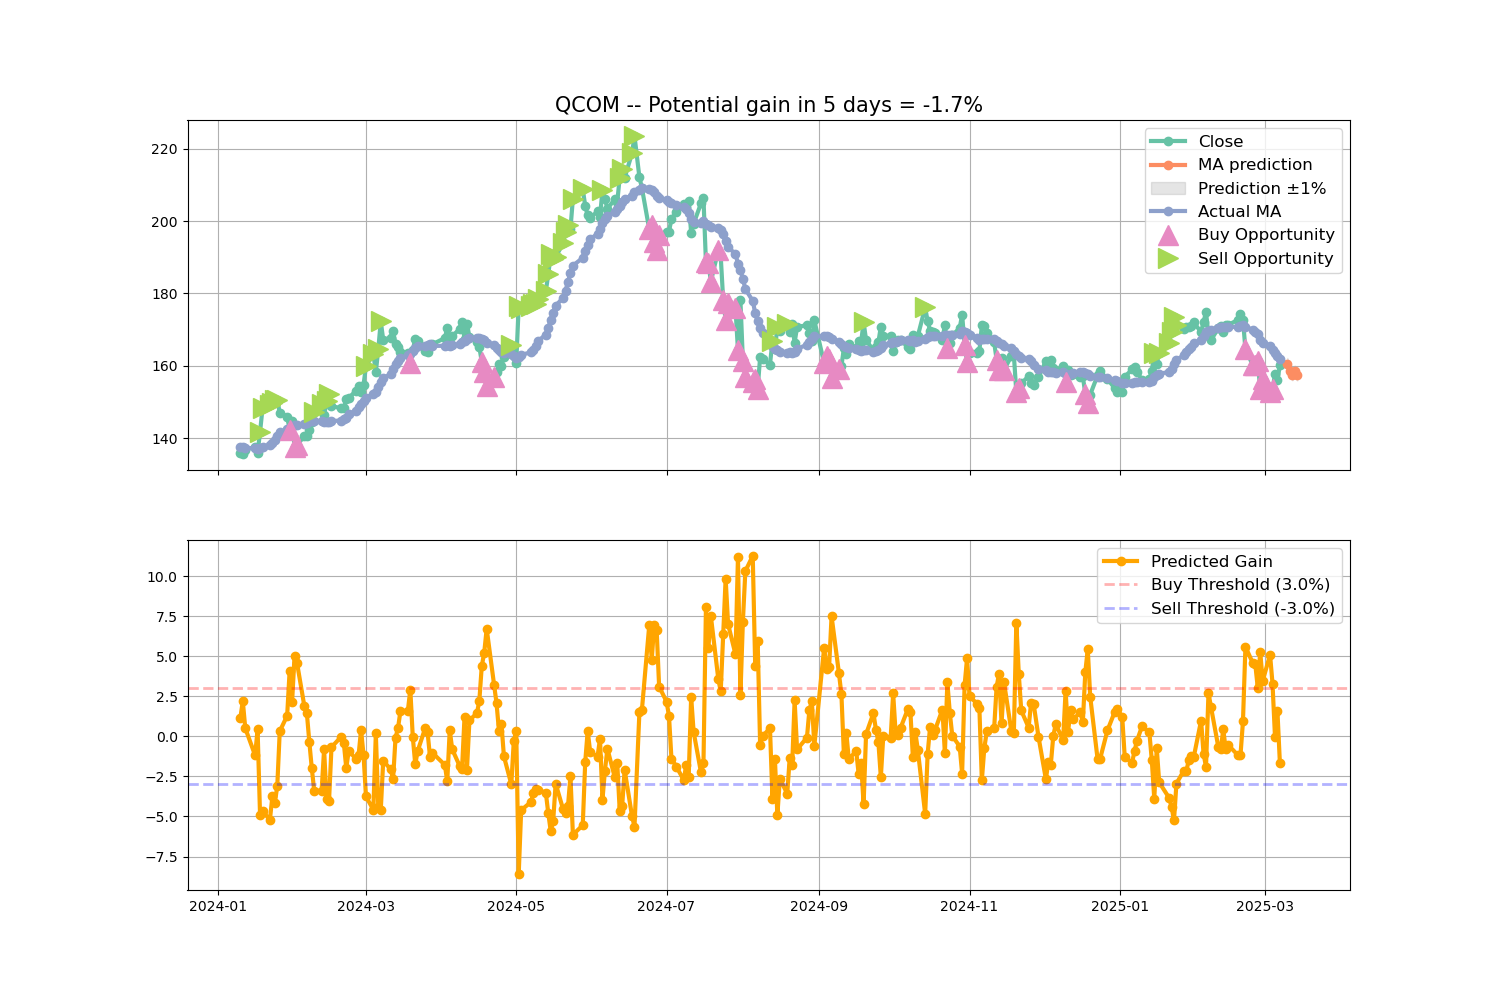 QCOM -- Potential gain in 5 days = -1.7%
220
200
180
160
140
Close
MA prediction
Prediction ±1%
Actual MA
Buy Opportunity
Sell Opportunity
10.0
7.5
5.0
2.5
0.0
−2.5
−5.0
−7.5
Predicted Gain
Buy Threshold (3.0%)
Sell Threshold (-3.0%)
2024-01 2024-03 2024-05 2024-07 2024-09 2024-11 2025-01 2025-03